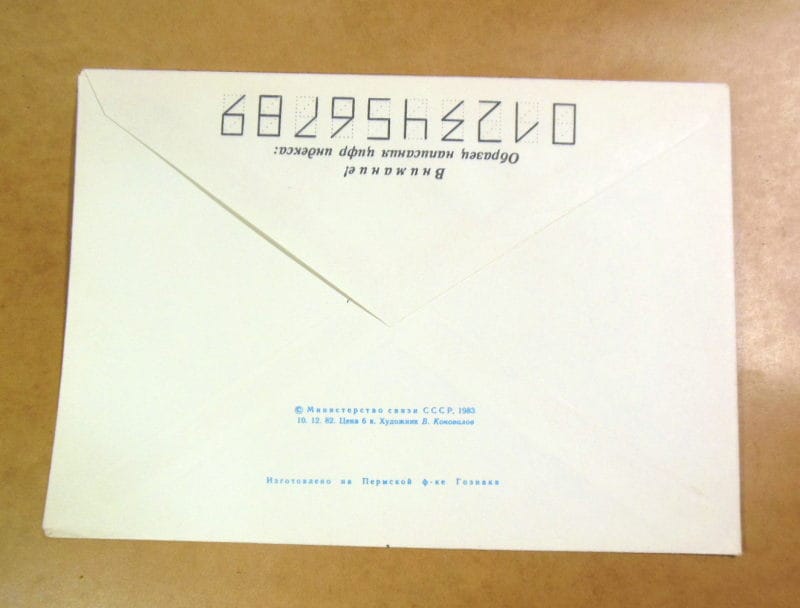 Внимание!
Образец написания цифр индекса:
0123456789
© Министерство связи СССР, 1983
10. 12. 82. Цена 6 к. Художник В. Коновалов
Изготовлено на Пермской ф-ке Гознака